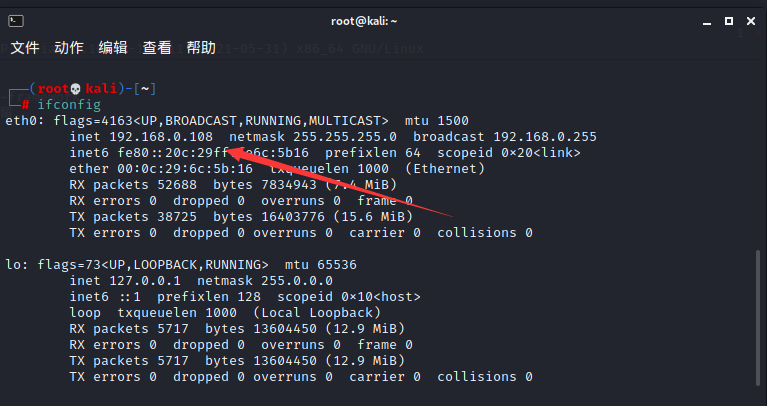 root@kali: ~
文件 动作 编辑 查看 帮助
21-05-31) x86_64 GNU/Linux
(root💀kali)-[~]
# ifconfig
eth0: flags=4163<UP,BROADCAST,RUNNING,MULTICAST>  mtu 1500
inet 192.168.0.108  netmask 255.255.255.0  broadcast 192.168.0.255
inet6 fe80::20c:29ff e6c:5b16  prefixlen 64  scopeid 0×20<link>
ether 00:0c:29:6c:5b:16  txqueuelen 1000  (Ethernet)
RX packets 52688  bytes 7834943 (7.4 MiB)
RX errors 0  dropped 0  overruns 0  frame 0
TX packets 38725  bytes 16403776 (15.6 MiB)
TX errors 0  dropped 0 overruns 0  carrier 0  collisions 0
lo: flags=73<UP,LOOPBACK,RUNNING>  mtu 65536
inet 127.0.0.1  netmask 255.0.0.0
inet6 ::1  prefixlen 128  scopeid 0×10<host>
loop  txqueuelen 1000  (Local Loopback)
RX packets 5717  bytes 13604450 (12.9 MiB)
RX errors 0  dropped 0  overruns 0  frame 0
TX packets 5717  bytes 13604450 (12.9 MiB)
TX errors 0  dropped 0 overruns 0  carrier 0  collisions 0